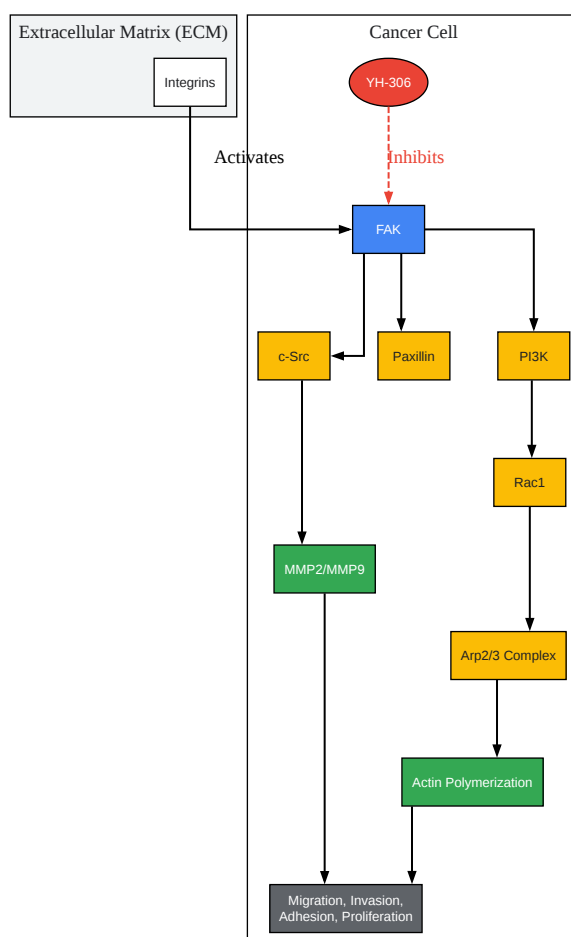 Extracellular Matrix (ECM)
Cancer Cell
Integrins
YH-306
Activates
Inhibits
FAK
c-Src
Paxillin
PI3K
Rac1
MMP2/MMP9
Arp2/3 Complex
Actin Polymerization
Migration, Invasion,
Adhesion, Proliferation